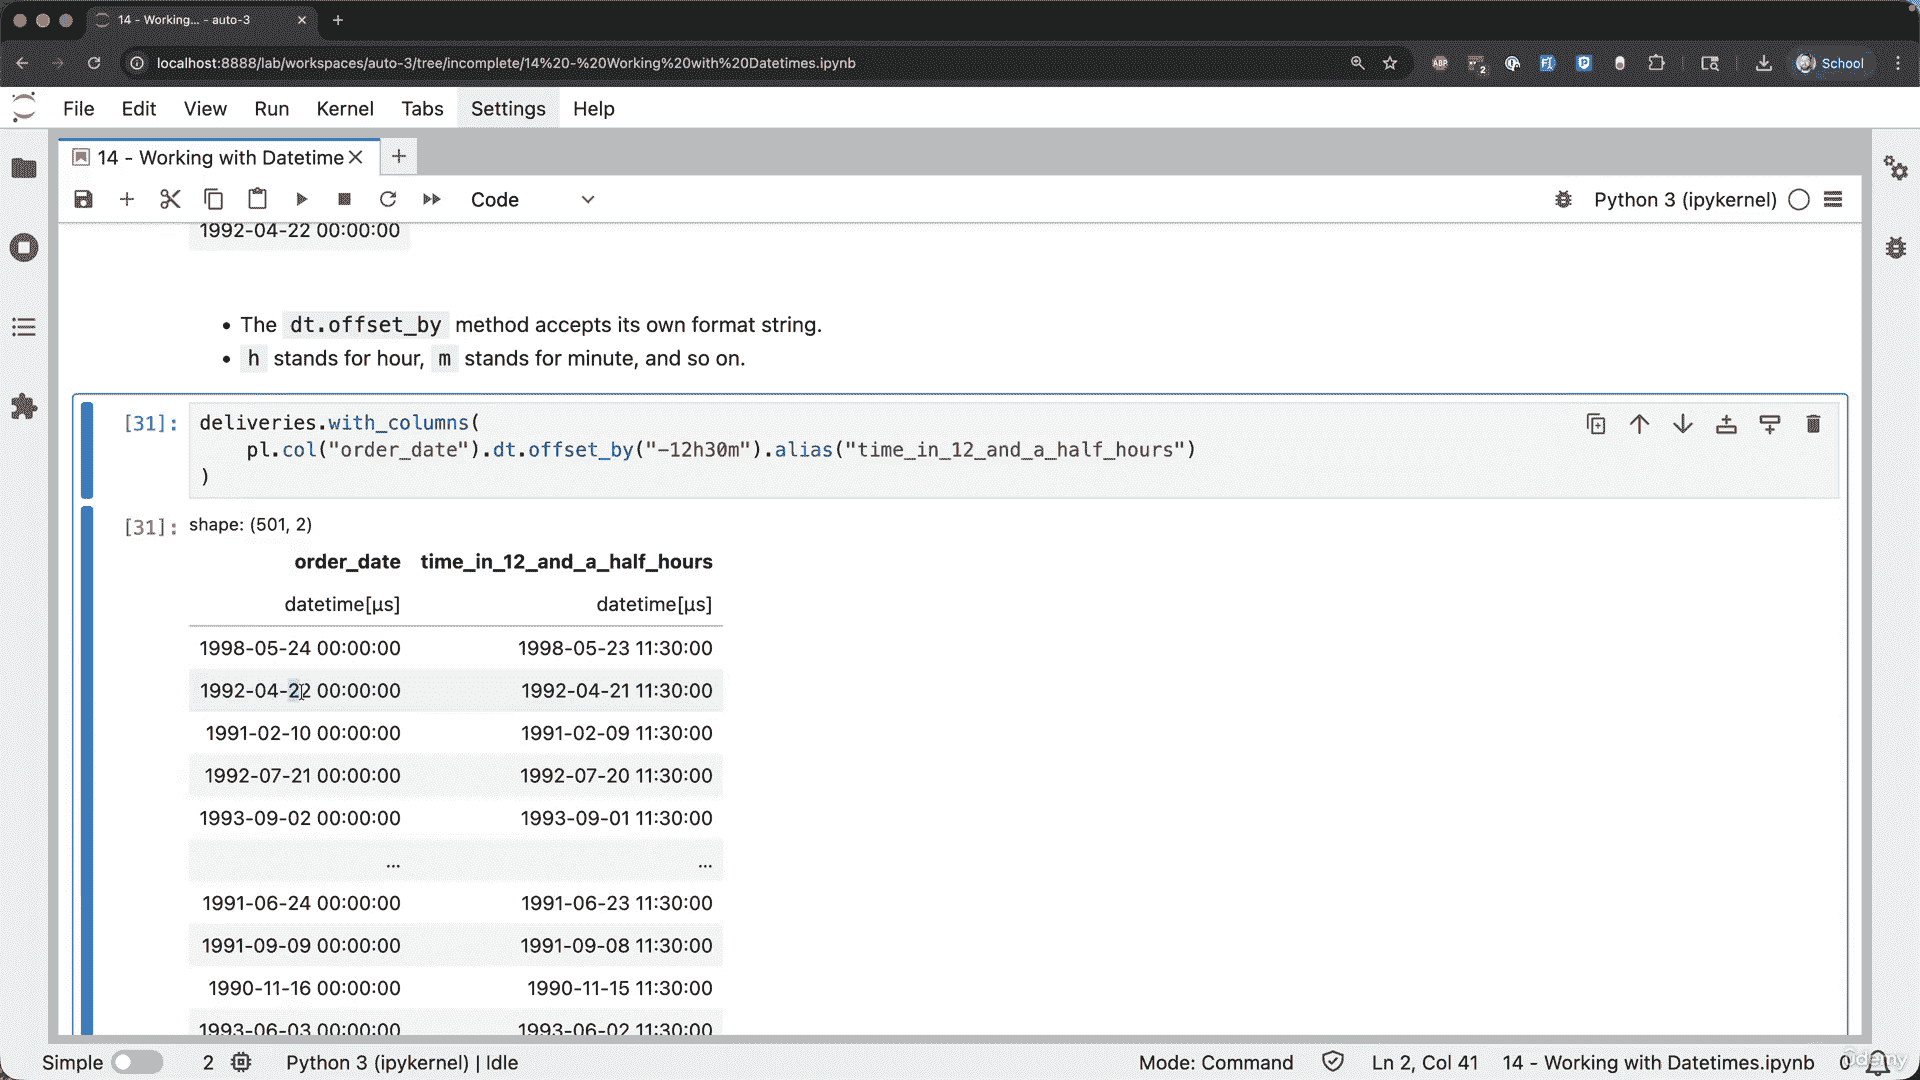 14 - Working... - auto-3
localhost:8888/lab/workspaces/auto-3/tree/incomplete/14%20-%20Working%20with%20Datetimes.ipynb
ABP
2
School
File Edit View Run Kernel Tabs Settings Help
14 - Working with Datetime
Code
Python 3 (ipykernel)
1992-04-22 00:00:00
• The dt.offset_by method accepts its own format string.
• h stands for hour, m stands for minute, and so on.
[31]: deliveries.with_columns(
pl.col("order_date").dt.offset_by("-12h30m").alias("time_in_12_and_a_half_hours")
)
[31]: shape: (501, 2)
order_date time_in_12_and_a_half_hours
datetime[μs] datetime[μs]
1998-05-24 00:00:00 1998-05-23 11:30:00
1992-04-22 00:00:00 1992-04-21 11:30:00
1991-02-10 00:00:00 1991-02-09 11:30:00
1992-07-21 00:00:00 1992-07-20 11:30:00
1993-09-02 00:00:00 1993-09-01 11:30:00
... ...
1991-06-24 00:00:00 1991-06-23 11:30:00
1991-09-09 00:00:00 1991-09-08 11:30:00
1990-11-16 00:00:00 1990-11-15 11:30:00
1993-06-03 00:00:00 1993-06-02 11:30:00
Simple 2 Python 3 (ipykernel) | Idle Mode: Command Ln 2, Col 41 14 - Working with Datetimes.ipynb 0
Udemy